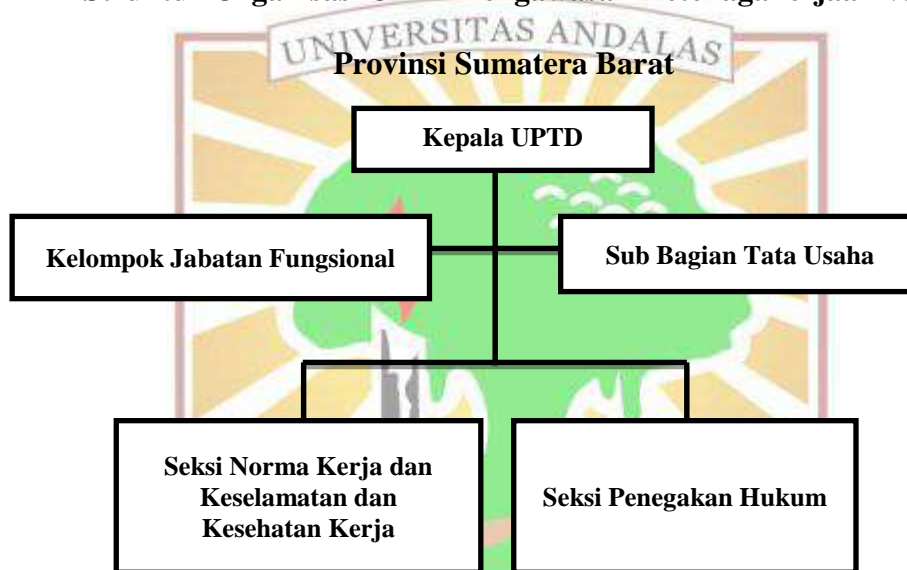 UNIVERSITAS ANDALAS
Provinsi Sumatera Barat
Kepala UPTD
Kelompok Jabatan Fungsional
Sub Bagian Tata Usaha
Seksi Norma Kerja dan
Keselamatan dan
Kesehatan Kerja
Seksi Penegakan Hukum